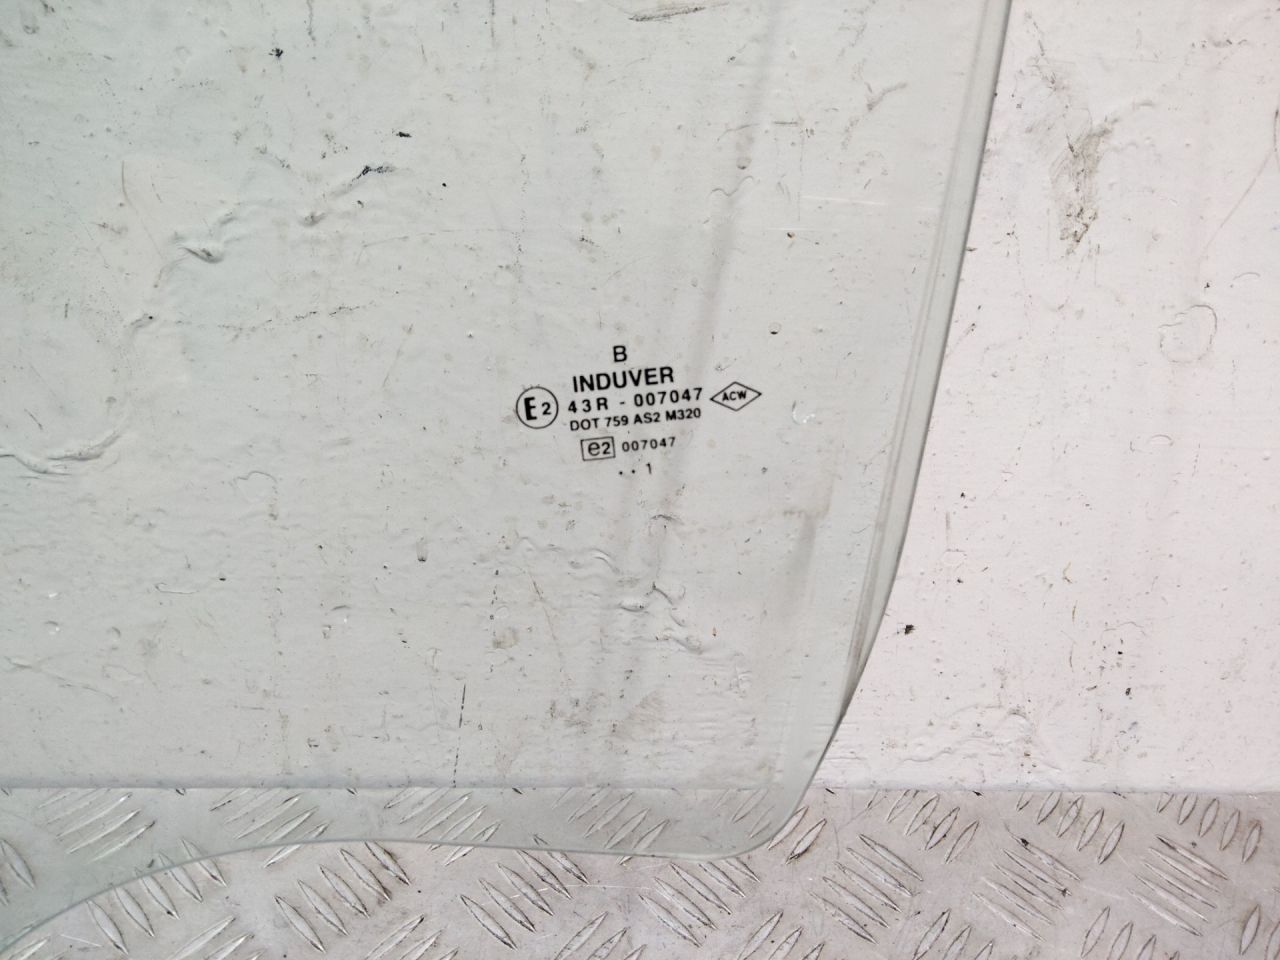 B
INDUVER
E2 43R - 007047 ACW
DOT 759 AS2 M320
e2 007047
. . 1